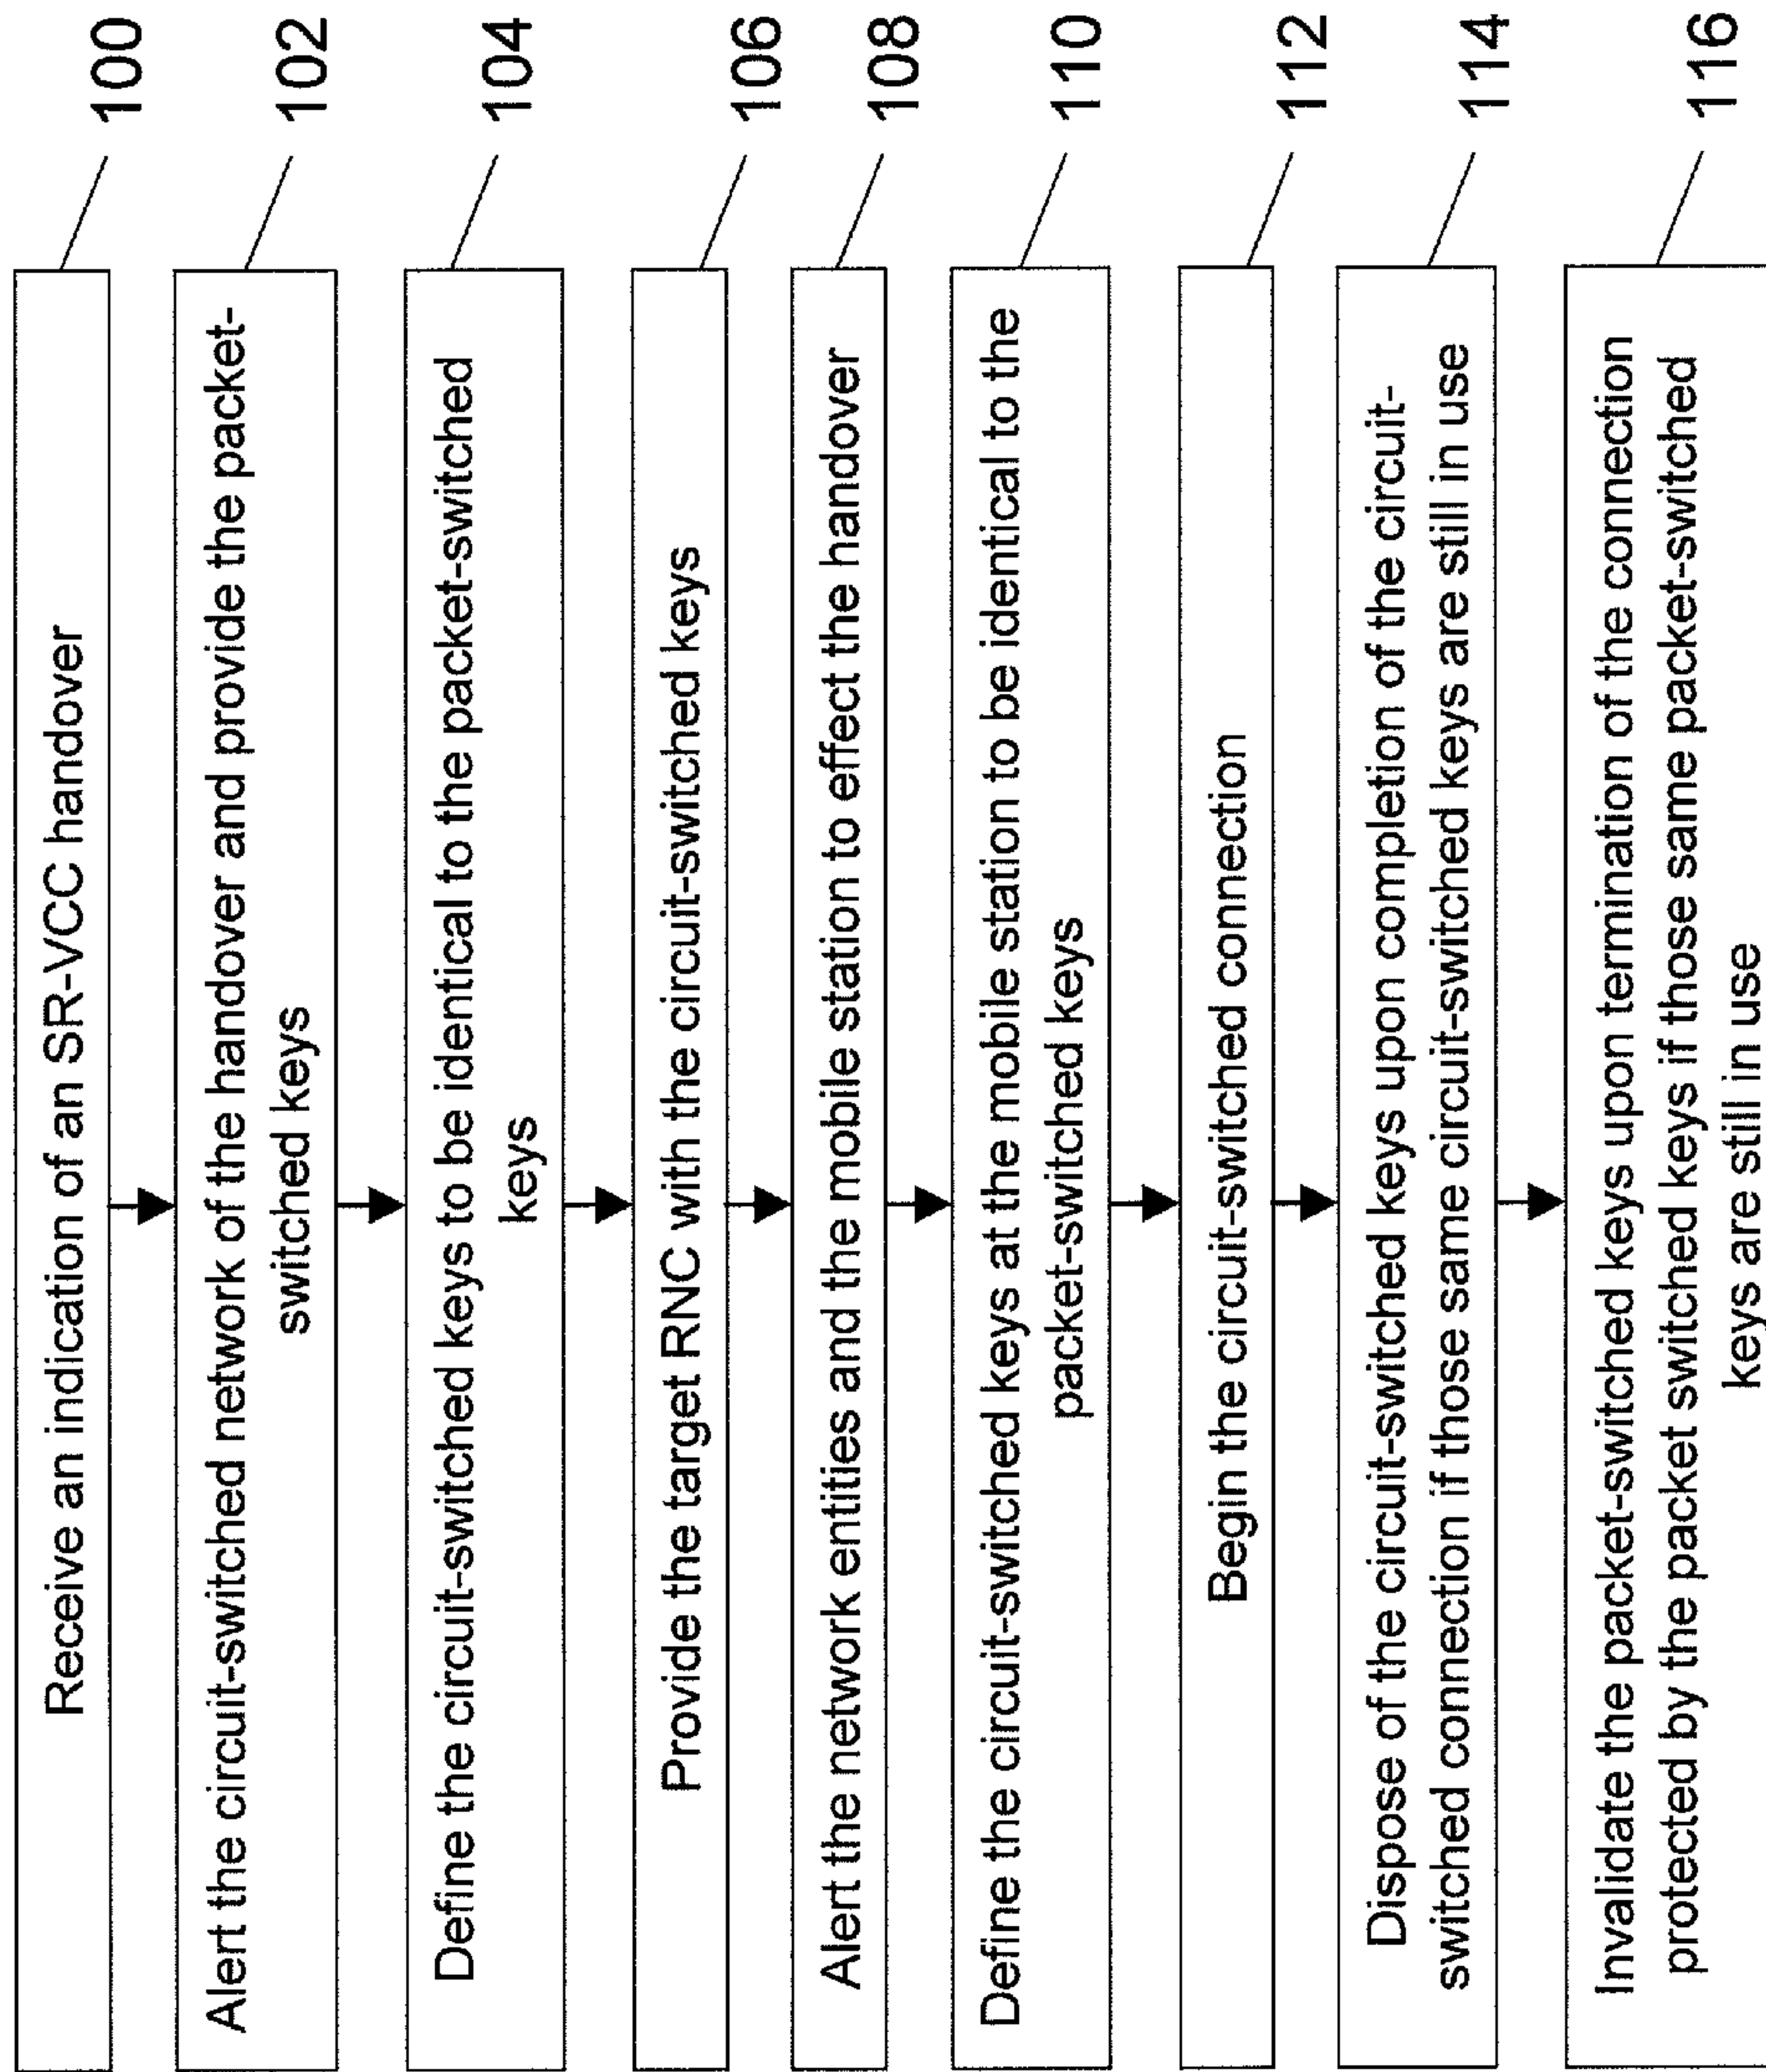 Receive an indication of an SR-VCC handover
100
Alert the circuit-switched network of the handover and provide the packet-
switched keys
102
Define the circuit-switched keys to be identical to the packet-switched
keys
104
Provide the target RNC with the circuit-switched keys
106
Alert the network entities and the mobile station to effect the handover
108
Define the circuit-switched keys at the mobile station to be identical to the
packet-switched keys
110
Begin the circuit-switched connection
112
Dispose of the circuit-switched keys upon completion of the circuit-
switched connection if those same circuit-switched keys are still in use
114
Invalidate the packet-switched keys upon termination of the connection
protected by the packet switched keys if those same packet-switched
keys are still in use
116